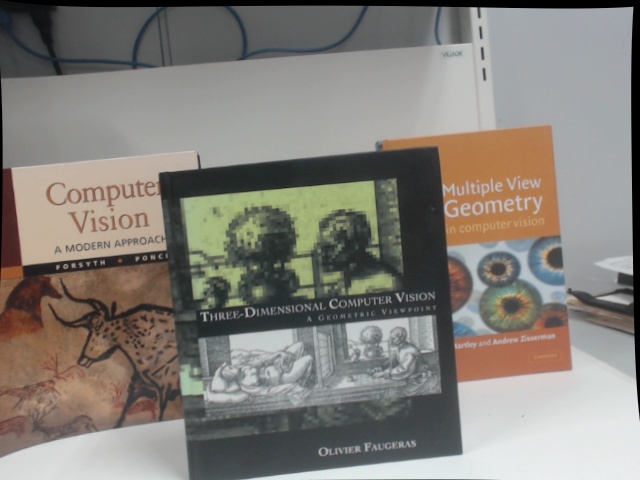 Computer
Vision
A MODERN APPROACH
FORSYTH • PONCE
THREE-DIMENSIONAL COMPUTER VISION
A GEOMETRIC VIEWPOINT
OLIVIER FAUGERAS
Multiple View
Geometry
in computer vision
Hartley and Andrew Zisserman